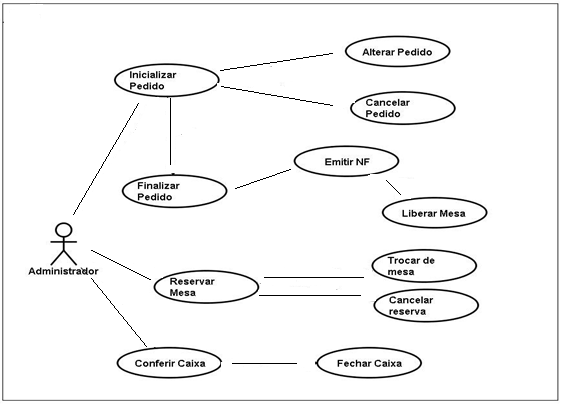 Alterar Pedido
Inicializar
Pedido
Cancelar
Pedido
Emitir NF
Finalizar
Pedido
Liberar Mesa
Administrador
Trocar de
mesa
Reservar
Mesa
Cancelar
reserva
Conferir Caixa
Fechar Caixa